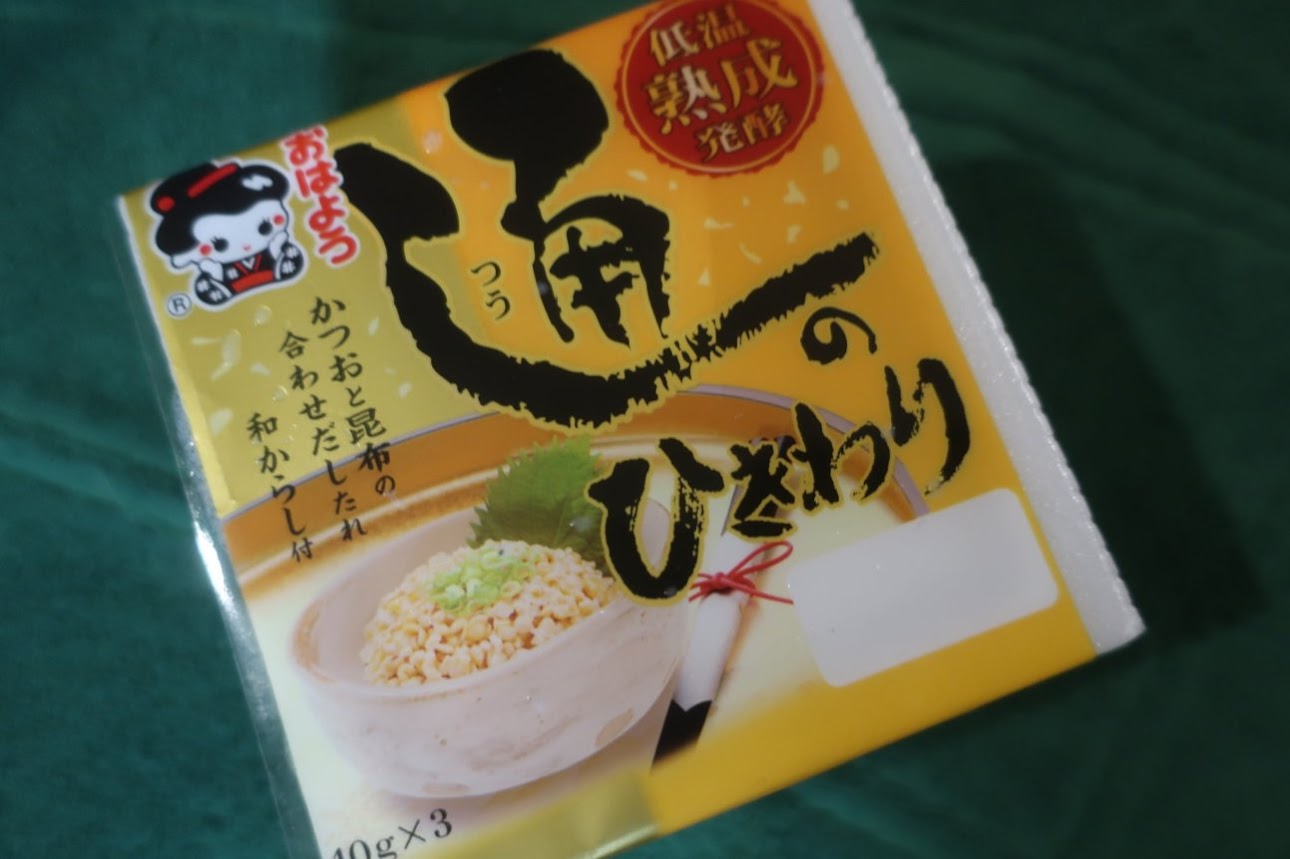 低温
熟成
発酵
おはよう
®
通
つう
の
ひきわり
かつおと昆布の
合わせだしたれ
和からし付
40g×3